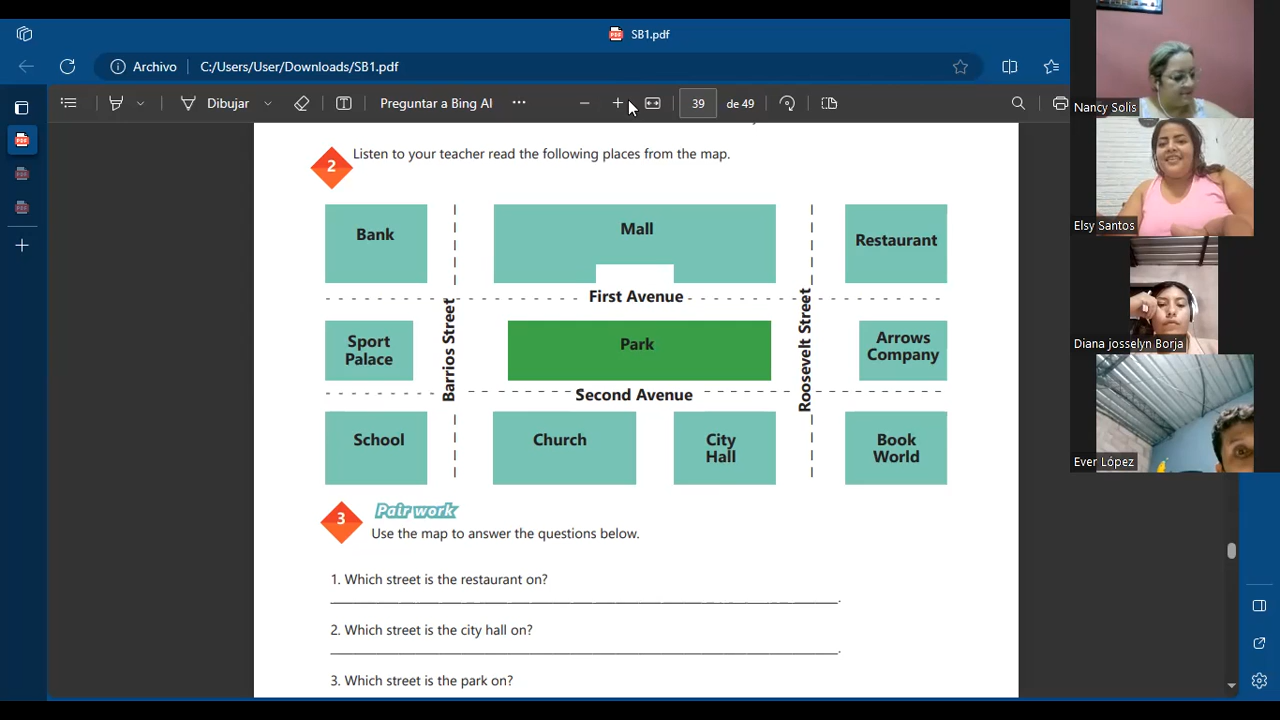 SB1.pdf
Archivo C:/Users/User/Downloads/SB1.pdf
Dibujar
Preguntar a Bing AI
39 de 49
2 Listen to your teacher read the following places from the map.
Bank
Mall
Restaurant
First Avenue
Sport
Palace
Barrios Street
Park
Roosevelt Street
Arrows
Company
Second Avenue
School
Church
City
Hall
Book
World
3 Pair work
Use the map to answer the questions below.
1. Which street is the restaurant on?
2. Which street is the city hall on?
3. Which street is the park on?
Nancy Solis
Elsy Santos
Diana josselyn Borja
Ever López